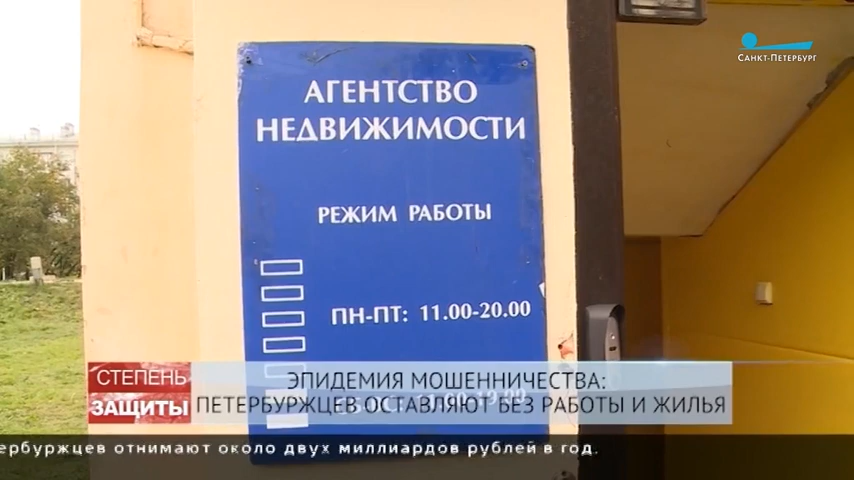 Санкт-Петербург
АГЕНТСТВО
НЕДВИЖИМОСТИ
РЕЖИМ РАБОТЫ
ПН-ПТ: 11.00-20.00
СТЕПЕНЬ
ЗАЩИТЫ
ЭПИДЕМИЯ МОШЕННИЧЕСТВА:
ПЕТЕРБУРЖЦЕВ ОСТАВЛЯЮТ БЕЗ РАБОТЫ И ЖИЛЬЯ
ербуржцев отнимают около двух миллиардов рублей в год.